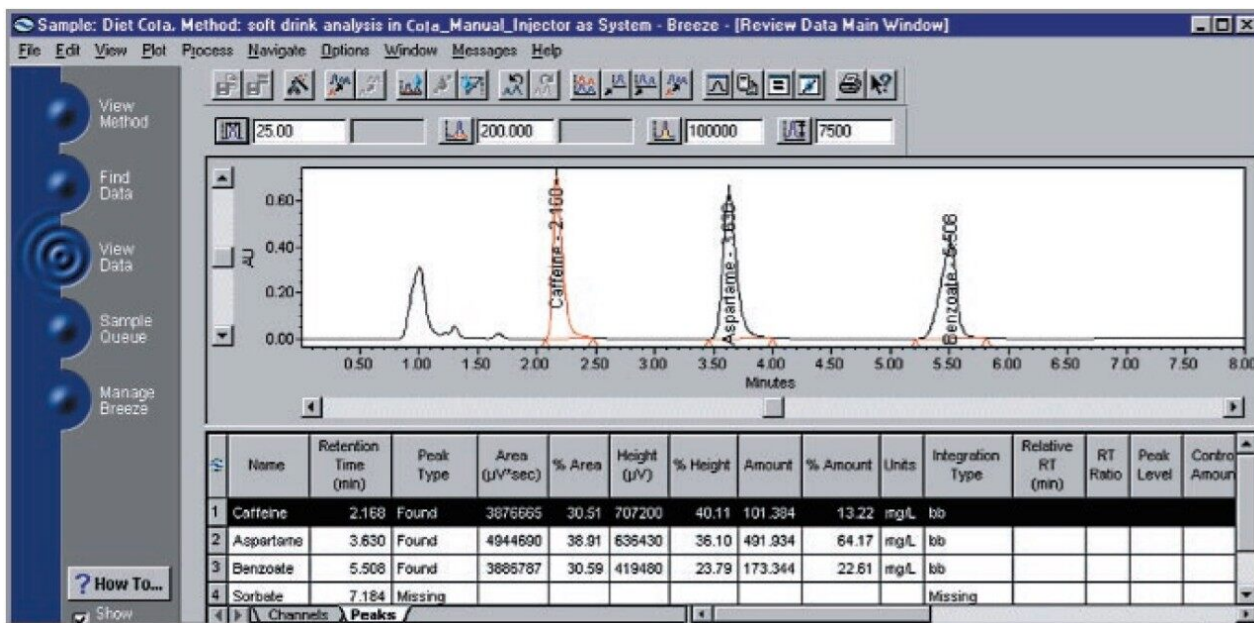 Sample: Diet Cola. Method: soft drink analysis in Cola_Manual_Injector as System - Breeze - [Review Data Main Window]
File Edit View Plot Process Navigate Options Window Messages Help
25.00 200.000 100000 7500
View
Method
Find
Data
View
Data
Sample
Queue
Manage
Breeze
? How To...
Show
AU
0.60
0.40
0.20
0.00
Caffeine - 2.168
Aspartame - 3.630
Benzoate - 5.508
0.50 1.00 1.50 2.00 2.50 3.00 3.50 4.00 4.50 5.00 5.50 6.00 6.50 7.00 7.50 8.00
Minutes
Name Retention Time (min) Peak Type Area (µV*sec) % Area Height (µV) % Height Amount % Amount Units Integration Type Relative RT (min) RT Ratio Peak Level Contro Amoun
1 Caffeine 2.168 Found 3876665 30.51 707200 40.11 101.384 13.22 mg/L bb
2 Aspartame 3.630 Found 4944690 38.91 636430 36.10 491.934 64.17 mg/L bb
3 Benzoate 5.508 Found 3886787 30.59 419480 23.79 173.344 22.61 mg/L bb
4 Sorbate 7.184 Missing Missing
Channels Peaks